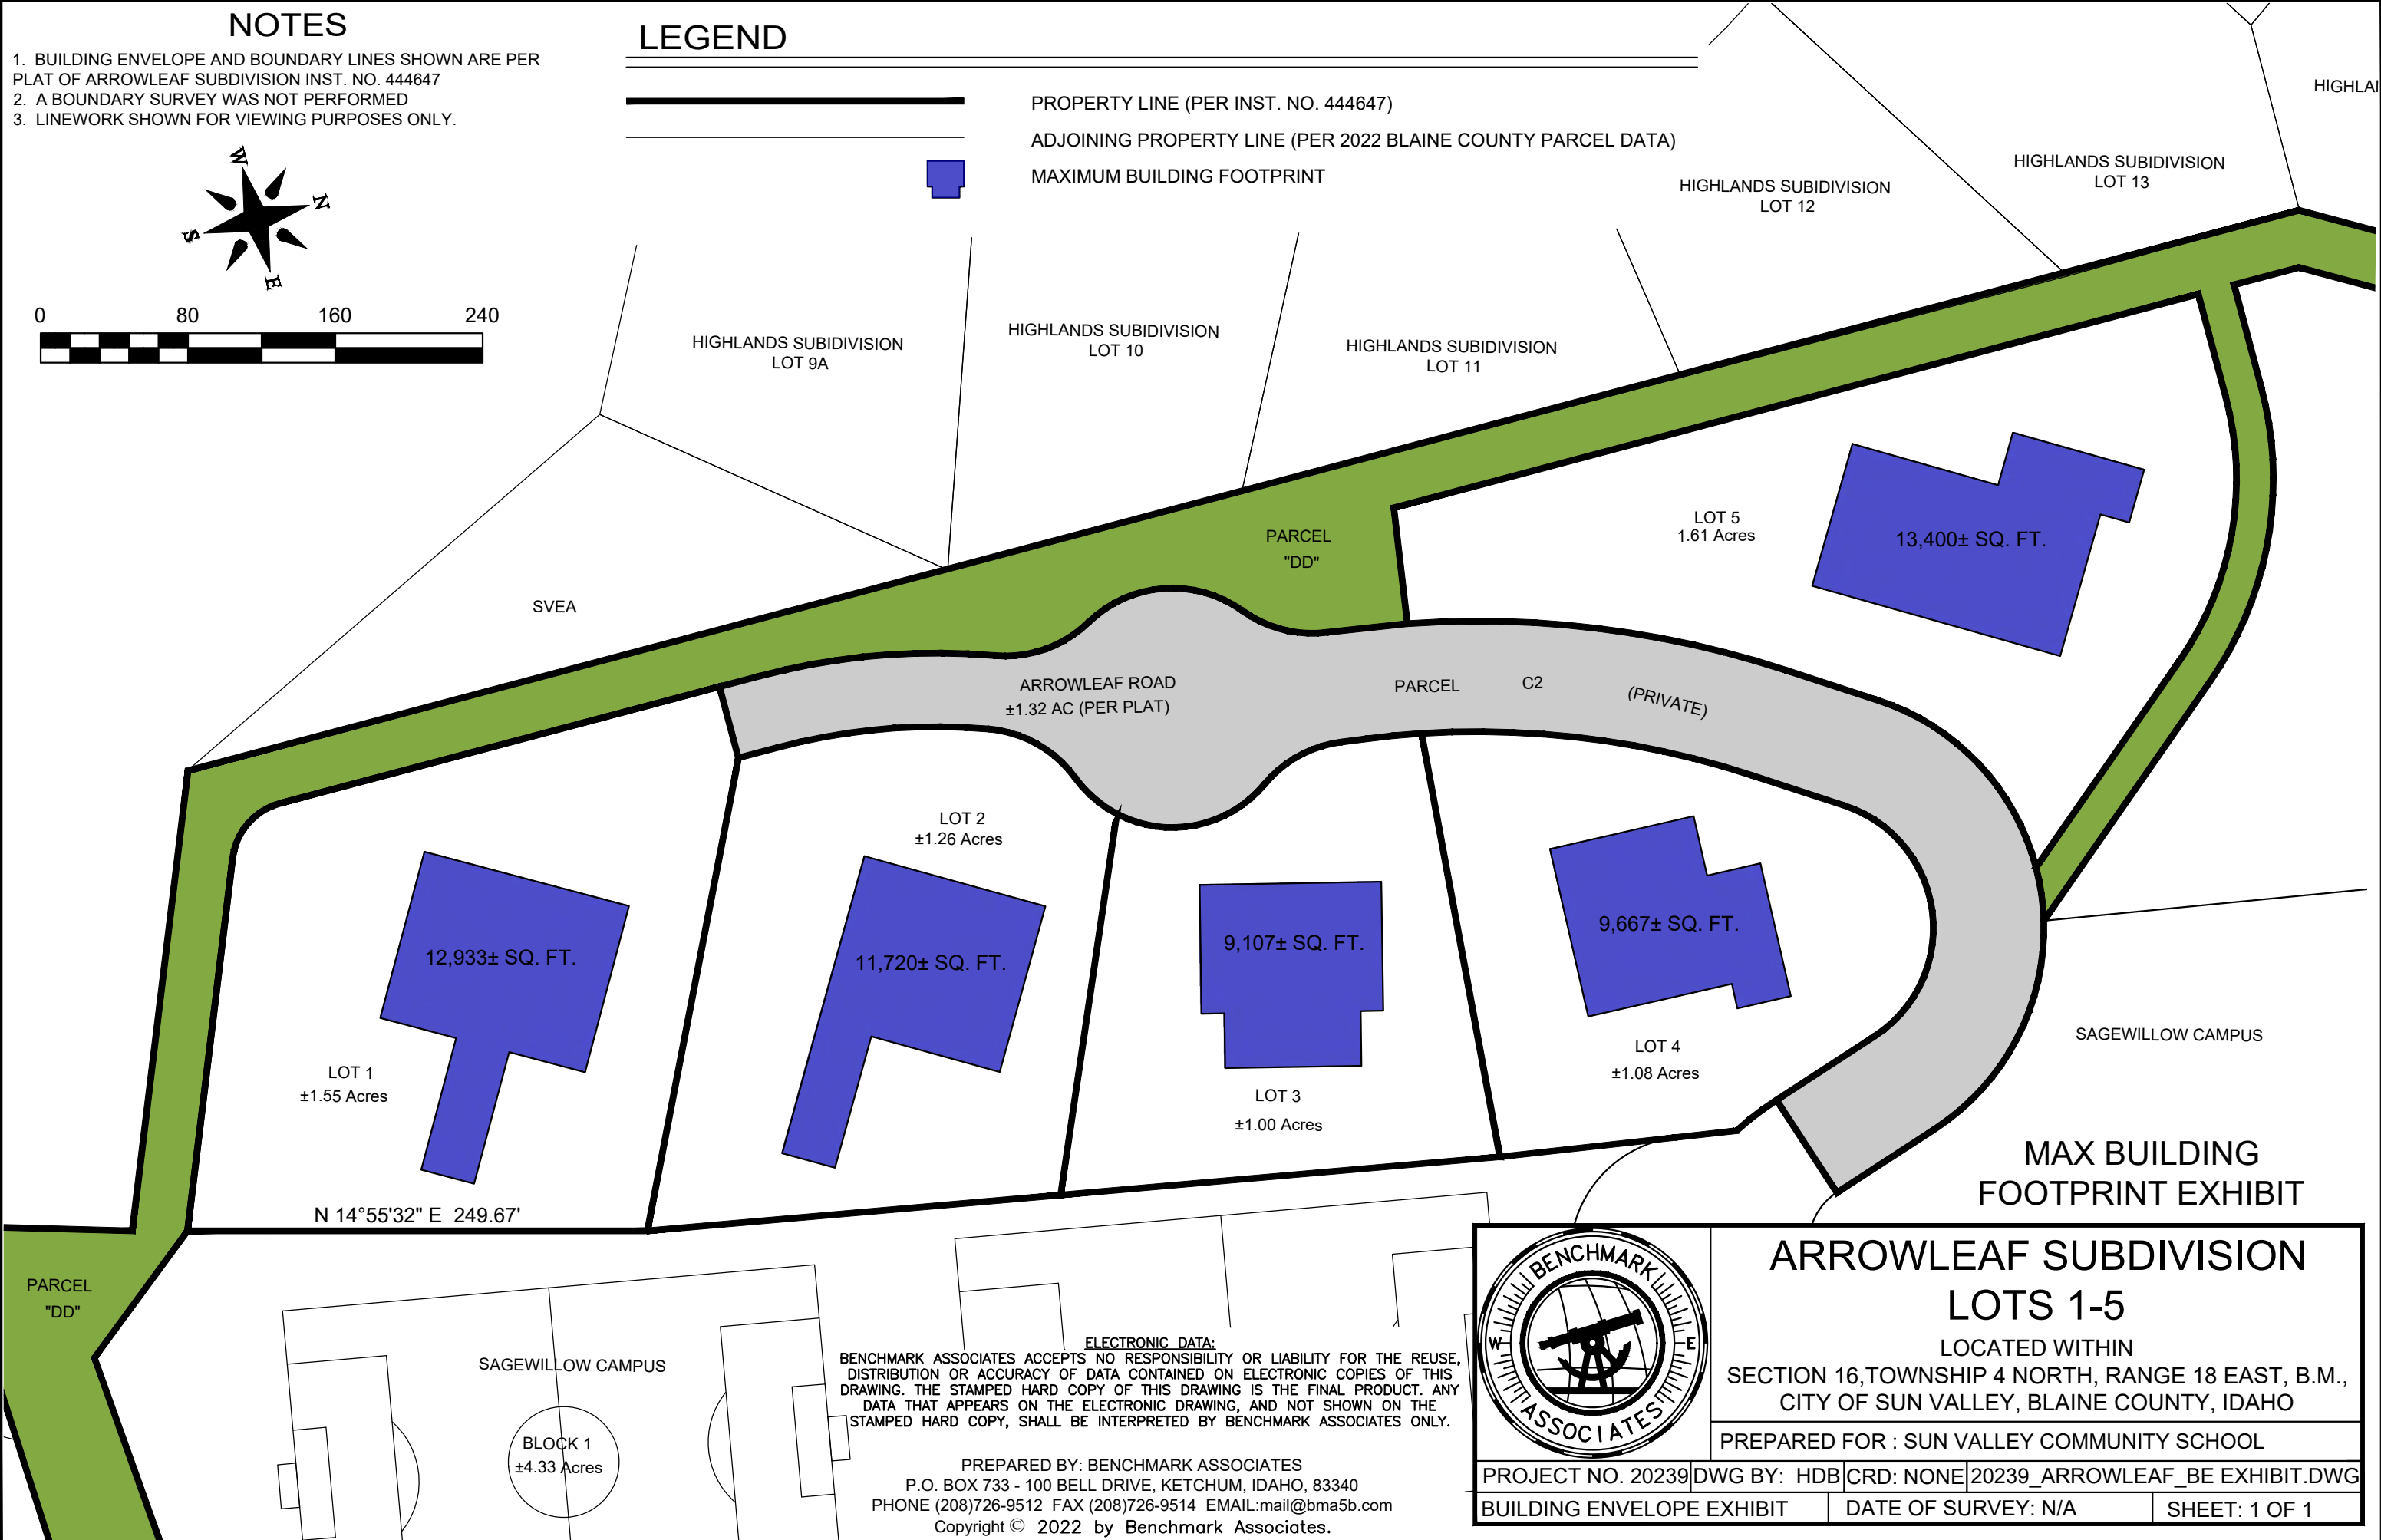 NOTES
1. BUILDING ENVELOPE AND BOUNDARY LINES SHOWN ARE PER
PLAT OF ARROWLEAF SUBDIVISION INST. NO. 444647
2. A BOUNDARY SURVEY WAS NOT PERFORMED
3. LINEWORK SHOWN FOR VIEWING PURPOSES ONLY.
W
N
S
E
0 80 160 240
LEGEND
PROPERTY LINE (PER INST. NO. 444647)
ADJOINING PROPERTY LINE (PER 2022 BLAINE COUNTY PARCEL DATA)
MAXIMUM BUILDING FOOTPRINT
HIGHLAI
HIGHLANDS SUBIDIVISION
LOT 13
HIGHLANDS SUBIDIVISION
LOT 12
HIGHLANDS SUBIDIVISION
LOT 9A
HIGHLANDS SUBIDIVISION
LOT 10
HIGHLANDS SUBIDIVISION
LOT 11
SVEA
PARCEL
"DD"
LOT 5
1.61 Acres
13,400± SQ. FT.
ARROWLEAF ROAD
±1.32 AC (PER PLAT)
PARCEL C2 (PRIVATE)
LOT 2
±1.26 Acres
12,933± SQ. FT.
11,720± SQ. FT.
9,107± SQ. FT.
9,667± SQ. FT.
LOT 1
±1.55 Acres
LOT 3
±1.00 Acres
LOT 4
±1.08 Acres
SAGEWILLOW CAMPUS
N 14°55'32" E 249.67'
PARCEL
"DD"
SAGEWILLOW CAMPUS
BLOCK 1
±4.33 Acres
ELECTRONIC DATA:
BENCHMARK ASSOCIATES ACCEPTS NO RESPONSIBILITY OR LIABILITY FOR THE REUSE,
DISTRIBUTION OR ACCURACY OF DATA CONTAINED ON ELECTRONIC COPIES OF THIS
DRAWING. THE STAMPED HARD COPY OF THIS DRAWING IS THE FINAL PRODUCT. ANY
DATA THAT APPEARS ON THE ELECTRONIC DRAWING, AND NOT SHOWN ON THE
STAMPED HARD COPY, SHALL BE INTERPRETED BY BENCHMARK ASSOCIATES ONLY.
PREPARED BY: BENCHMARK ASSOCIATES
P.O. BOX 733 - 100 BELL DRIVE, KETCHUM, IDAHO, 83340
PHONE (208)726-9512 FAX (208)726-9514 EMAIL:mail@bma5b.com
Copyright © 2022 by Benchmark Associates.
MAX BUILDING
FOOTPRINT EXHIBIT
BENCHMARK
W E
ASSOCIATES
ARROWLEAF SUBDIVISION
LOTS 1-5
LOCATED WITHIN
SECTION 16,TOWNSHIP 4 NORTH, RANGE 18 EAST, B.M.,
CITY OF SUN VALLEY, BLAINE COUNTY, IDAHO
PREPARED FOR : SUN VALLEY COMMUNITY SCHOOL
PROJECT NO. 20239 DWG BY: HDB CRD: NONE 20239_ARROWLEAF_BE EXHIBIT.DWG
BUILDING ENVELOPE EXHIBIT DATE OF SURVEY: N/A SHEET: 1 OF 1